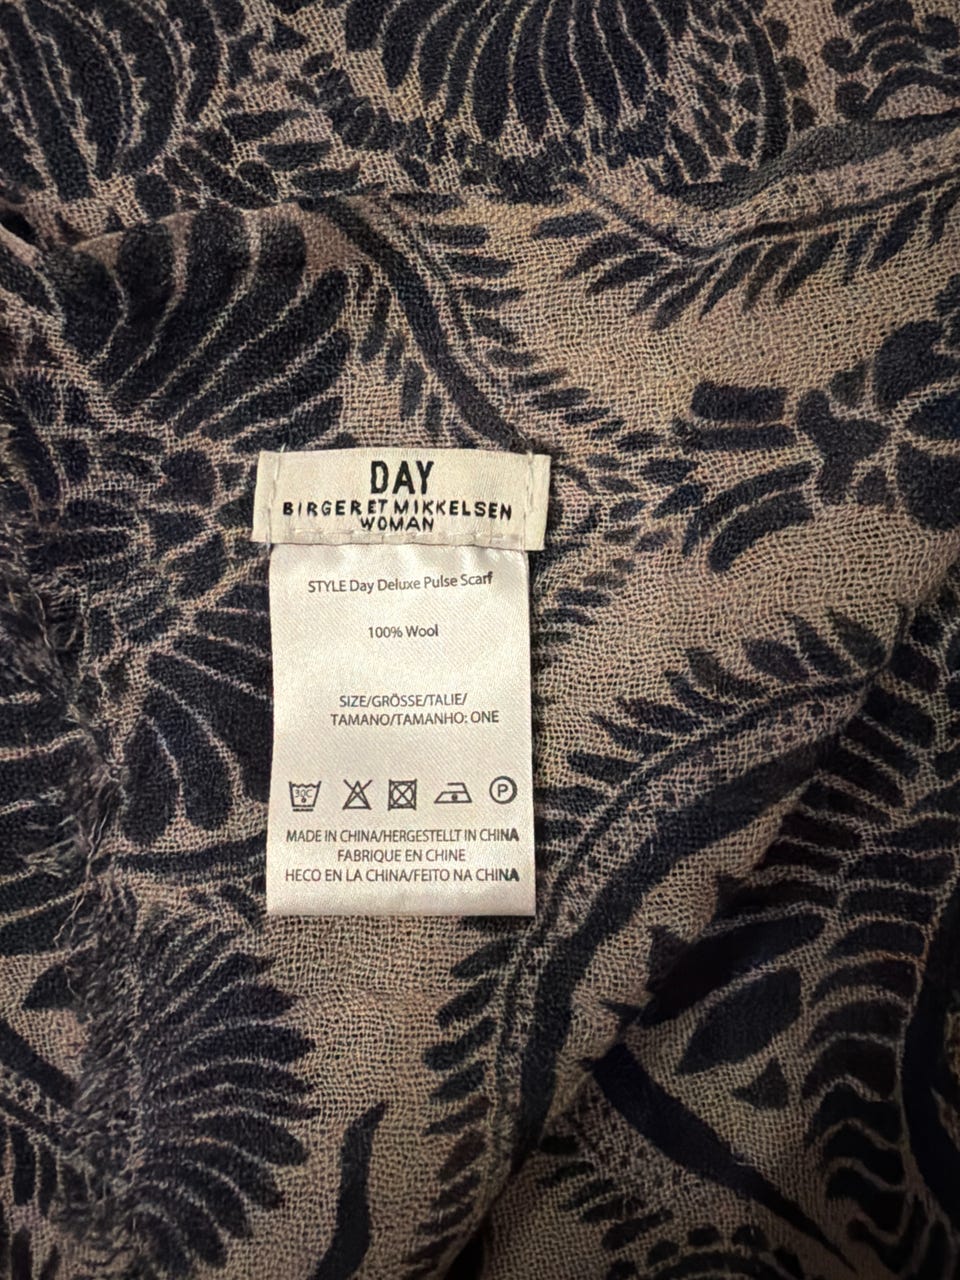 DAY
BIRGER ET MIKKELSEN
WOMAN
STYLE Day Deluxe Pulse Scarf
100% Wool
SIZE/GRÖSSE/TALIE/
TAMANO/TAMANHO: ONE
30C P
MADE IN CHINA/HERGESTELLT IN CHINA
FABRIQUE EN CHINE
HECO EN LA CHINA/FEITO NA CHINA